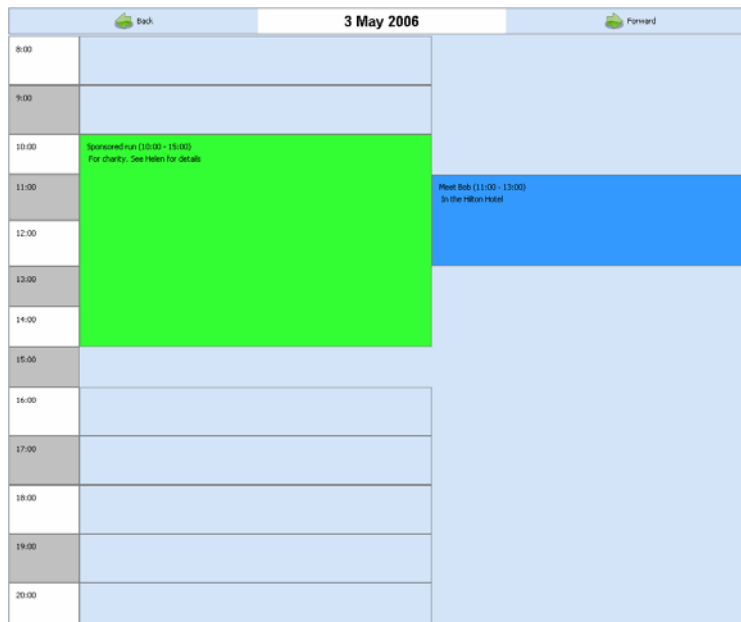 Back
3 May 2006
Forward
8:00
9:00
10:00
Sponsored run (10:00 - 15:00)
For charity. See Helen for details
11:00
Meet Bob (11:00 - 13:00)
In the Hilton Hotel
12:00
13:00
14:00
15:00
16:00
17:00
18:00
19:00
20:00